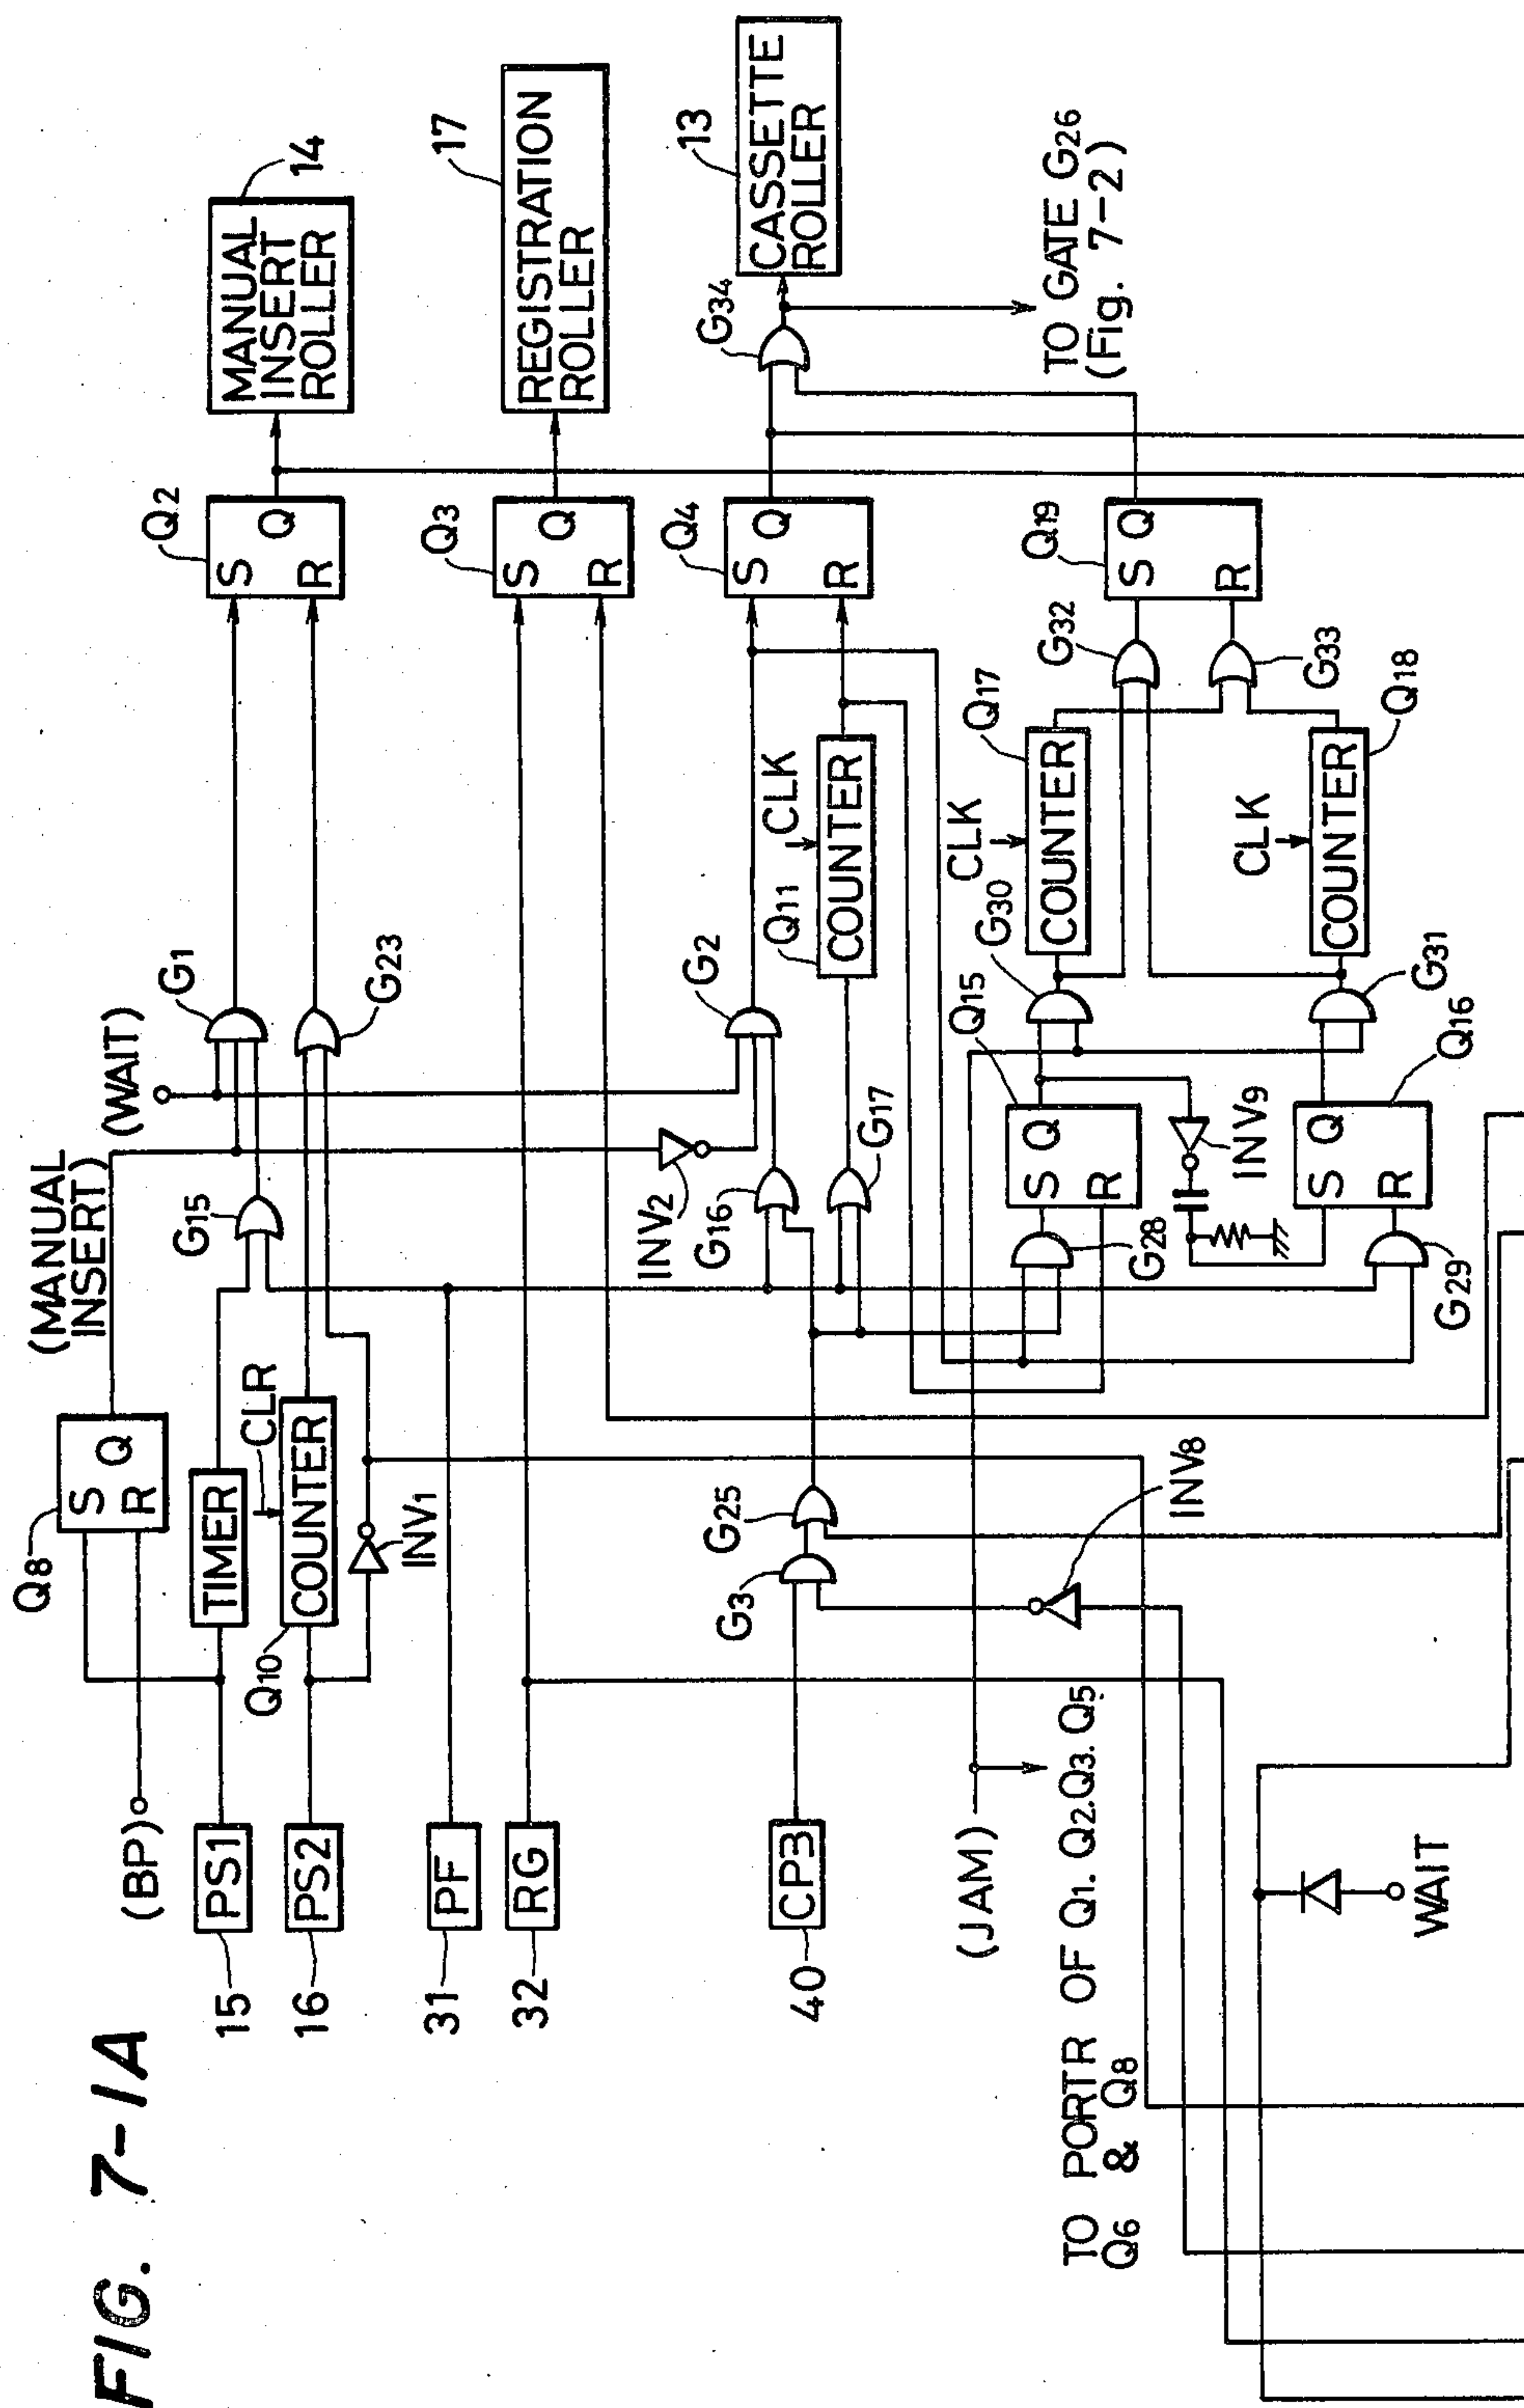 FIG. 7-1A
(MANUAL
INSERT)
(WAIT)
Q8
S Q
R
(BP)
15
PS1
TIMER
G15
G1
Q2
S Q
R
MANUAL
INSERT
ROLLER
14
16
PS2
Q10
CLR
COUNTER
INV1
G23
31
PF
32
RG
Q3
S Q
R
REGISTRATION
ROLLER
17
INV2
G16
G2
G17
Q11
CLK
COUNTER
Q4
S Q
R
G34
CASSETTE
ROLLER
13
TO GATE G26
(Fig. 7-2)
40
CP3
G3
G25
INV8
(JAM)
TO PORTR OF Q1. Q2.Q3. Q5
Q6 & Q8
G28
Q15
S Q
R
G30
CLK
COUNTER
Q17
G32
Q19
S Q
R
G33
INV9
G29
Q16
S Q
R
G31
CLK
COUNTER
Q18
WAIT